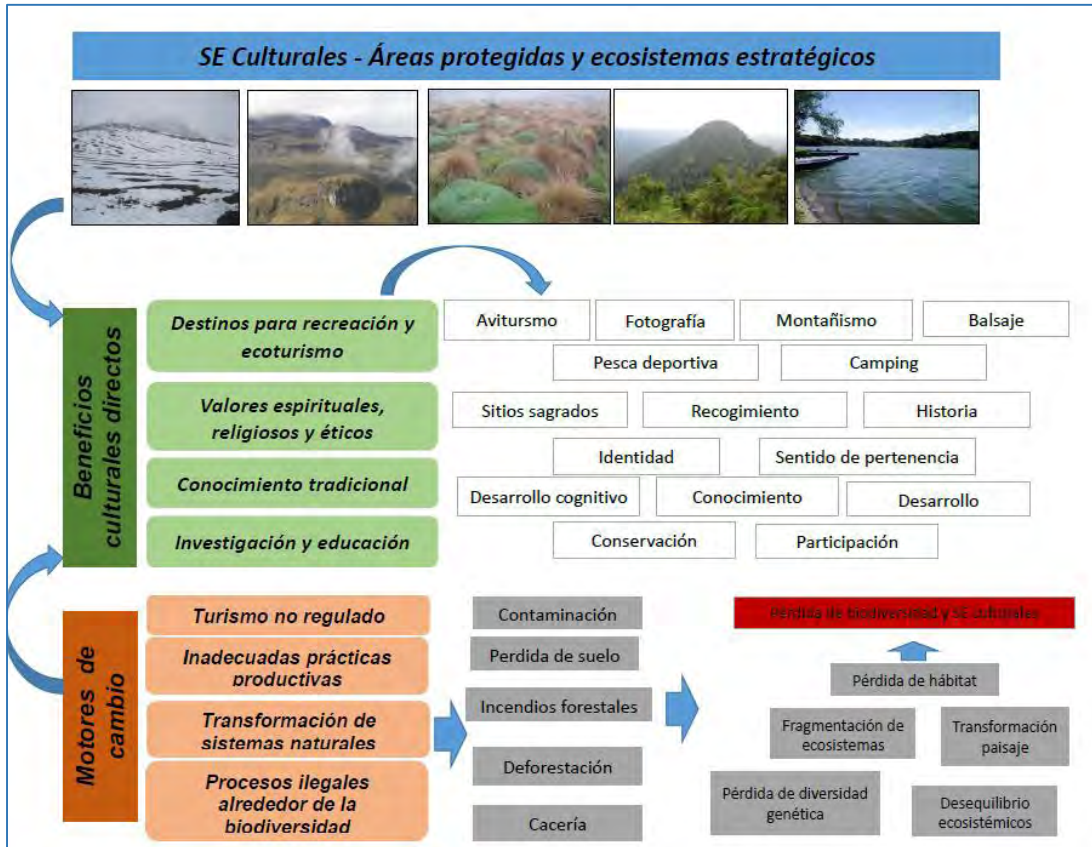 SE Culturales - Áreas protegidas y ecosistemas estratégicos
Beneficios
culturales directos
Destinos para recreación y
ecoturismo
Avitursmo
Fotografía
Montañismo
Balsaje
Pesca deportiva
Camping
Valores espirituales,
religiosos y éticos
Sitios sagrados
Recogimiento
Historia
Identidad
Sentido de pertenencia
Conocimiento tradicional
Desarrollo cognitivo
Conocimiento
Desarrollo
Investigación y educación
Conservación
Participación
Motores de
cambio
Turismo no regulado
Inadecuadas prácticas
productivas
Transformación de
sistemas naturales
Procesos ilegales
alrededor de la
biodiversidad
Contaminación
Perdida de suelo
Incendios forestales
Deforestación
Cacería
Pérdida de biodiversidad y SE culturales
Pérdida de hábitat
Fragmentación de
ecosistemas
Transformación
paisaje
Pérdida de diversidad
genética
Desequilibrio
ecosistémicos